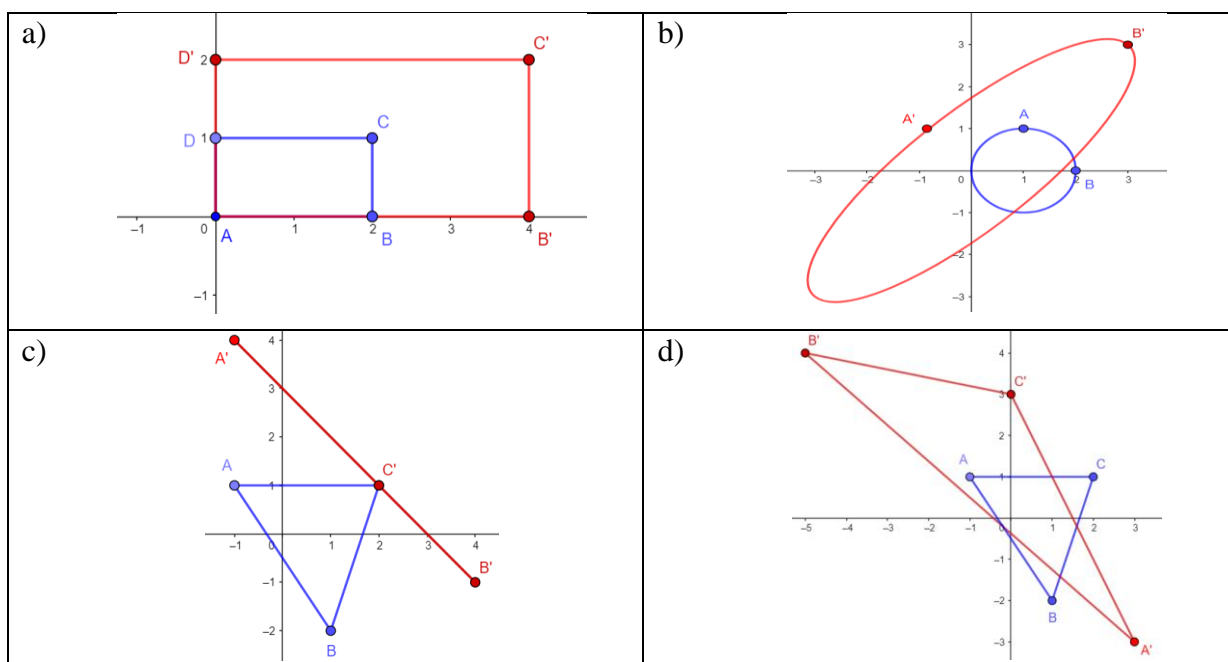 a)
D' 2 C'
D 1 C
–1 0 A 1 2 B 3 4 B'
–1
b)
3 B'
2
A' 1 A
–3 –2 –1 0 1 2 B 3
–1
–2
–3
c)
A' 4
3
2
A 1 C'
–1 0 1 2 3 4
–1 B'
–2 B
d)
B' 4
3 C'
2
A 1 C
–5 –4 –3 –2 –1 0 1 2 3
–1
–2 B
–3 A'